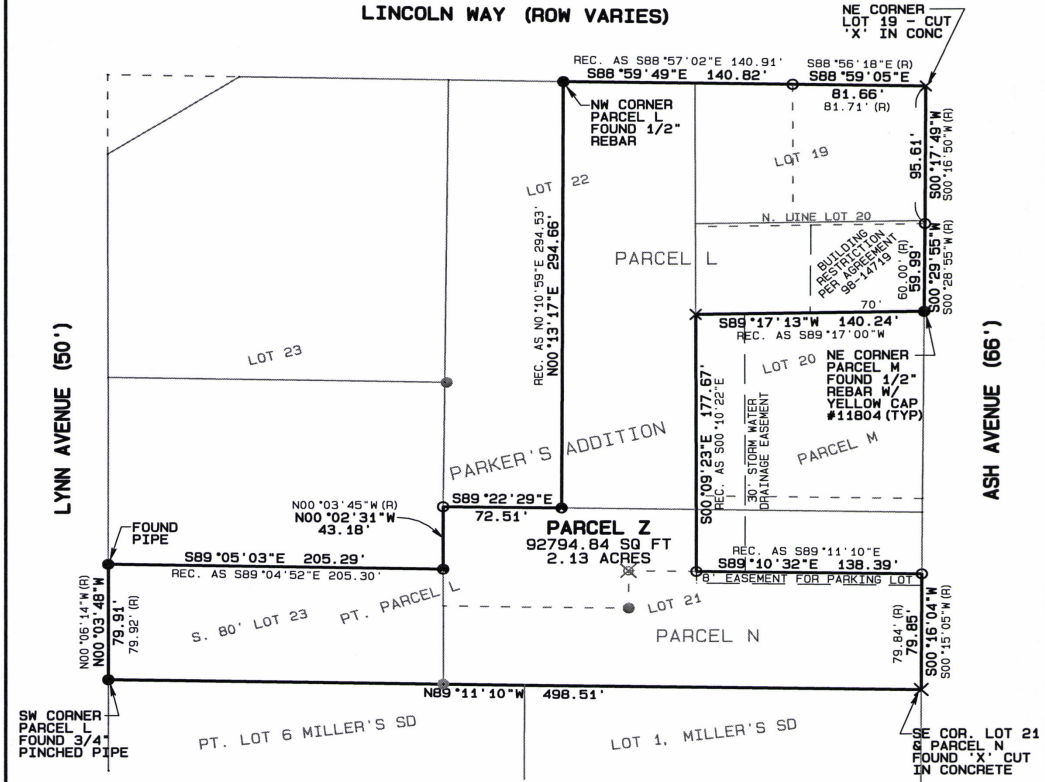 LINCOLN WAY (ROW VARIES)
NE CORNER
LOT 19 - CUT
'X' IN CONC
REC. AS S88°57'02"E 140.91'
S88°59'49"E 140.82'
S88°56'18"E (R)
S88°59'05"E
81.66'
81.71' (R)
NW CORNER
PARCEL L
FOUND 1/2"
REBAR
LOT 19
95.61'
S00°17'49"W
S00°16'50"W (R)
LOT 22
N. LINE LOT 20
REC. AS N0°10'59"E 294.53'
N00°13'17"E 294.66'
PARCEL L
BUILDING
RESTRICTION
PER AGREEMENT
98-14719
60.00' (R)
59.99'
S00°29'55"W
S00°28'55"W (R)
70'
S89°17'13"W 140.24'
REC. AS S89°17'00"W
LYNN AVENUE (50')
LOT 23
LOT 20
NE CORNER
PARCEL M
FOUND 1/2"
REBAR W/
YELLOW CAP
#11804 (TYP)
ASH AVENUE (66')
S00°09'23"E 177.67'
REC. AS S00°10'22"E
30' STORM WATER
DRAINAGE EASEMENT
PARCEL M
PARKER'S ADDITION
N00°03'45"W (R)
N00°02'31"W
43.18'
S89°22'29"E
72.51'
PARCEL Z
92794.84 SQ FT
2.13 ACRES
FOUND
PIPE
S89°05'03"E 205.29'
REC. AS S89°04'52"E 205.30'
REC. AS S89°11'10"E
S89°10'32"E 138.39'
8' EASEMENT FOR PARKING LOT
N00°06'14"W (R)
N00°03'48"W
79.91'
79.92' (R)
S. 80' LOT 23
PT. PARCEL L
LOT 21
PARCEL N
79.84' (R)
79.85'
S00°16'04"W
S00°15'05"W (R)
N89°11'10"W 498.51'
SW CORNER
PARCEL L
FOUND 3/4"
PINCHED PIPE
PT. LOT 6 MILLER'S SD
LOT 1, MILLER'S SD
SE COR. LOT 21
& PARCEL N
FOUND 'X' CUT
IN CONCRETE